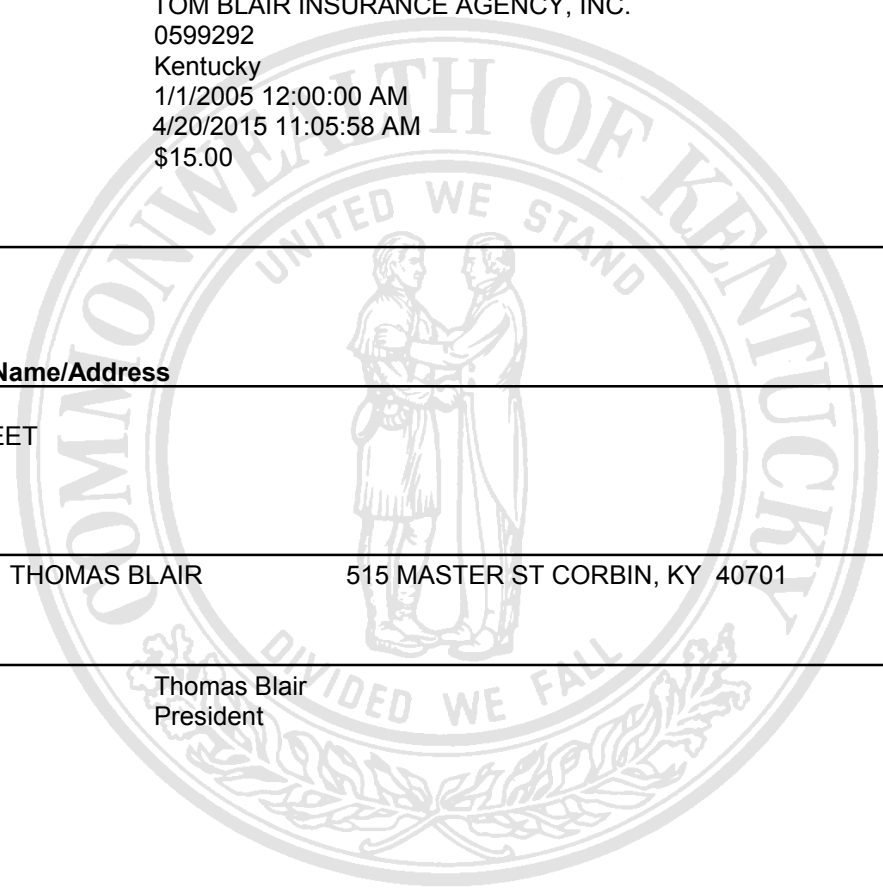 TOM BLAIR INSURANCE AGENCY, INC.
0599292
Kentucky
1/1/2005 12:00:00 AM
4/20/2015 11:05:58 AM
$15.00
COMMONWEALTH OF KENTUCKY
UNITED WE STAND
Name/Address
EET
THOMAS BLAIR 515 MASTER ST CORBIN, KY 40701
DIVIDED WE FALL
Thomas Blair
President